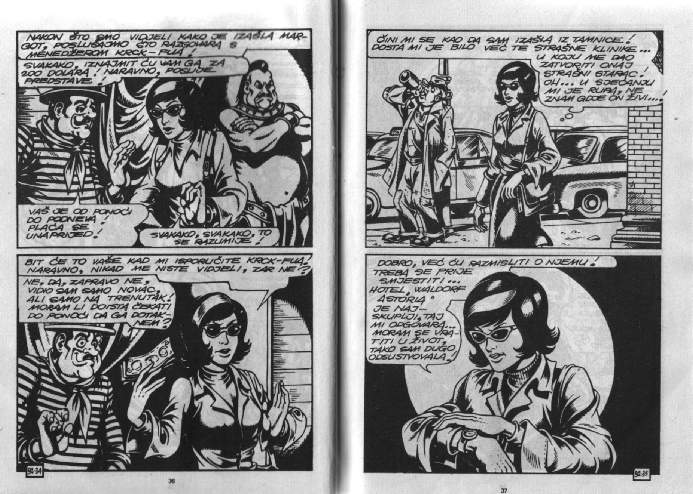 NAKON ŠTO SMO VIDJELI KAKO JE IZAŠLA MAR-
GOT, POSLUŠAJMO ŠTO RAZGOVARA S
MENEDŽEROM KRCK-FUA!
SVAKAKO, IZNAJMIT ĆU VAM GA ZA
200 DOLARA! NARAVNO, POSLIJE
PREDSTAVE!
VAŠ JE OD PONOĆI
DO PODNEVA!
PLAĆA SE
UNAPRIJED!
SVAKAKO, SVAKAKO, TO
SE RAZUMIJE!
BIT ĆE TO VAŠE KAD MI ISPORUČITE KRCK-FUA!
NARAVNO, NIKAD ME NISTE VIDJELI, ZAR NE?
NE, DA, ZAPRAVO NE,
VIDIO SAM SAMO NOVAC,
ALI SAMO NA TRENUTAK!
MORAM LI DOISTA ČEKATI
DO PONOĆI DA GA DOTAK-
NEM?
36
ČINI MI SE KAO DA SAM IZAŠLA IZ TAMNICE!
DOSTA MI JE BILO VEĆ TE STRAŠNE KLINIKE...
U KOJU ME DAO
ZATVORITI ONAJ
STRAŠNI STARAC!
OH... U SJEĆANJU
MI JE RUPA, NE
ZNAM GDJE ON ŽIVI...!
DOBRO, VEĆ ĆU RAZMISLITI O NJEMU!
TREBA SE PRIJE
SMJESTITI...
HOTEL "WALDORF
ASTORIA"
JE NAJ-
SKUPLJI, TAJ
MI ODGOVARA...
MORAM SE VRA-
TITI U ŽIVOT,
TAKO SAM DUGO
ODSUSTVOVALA!
37